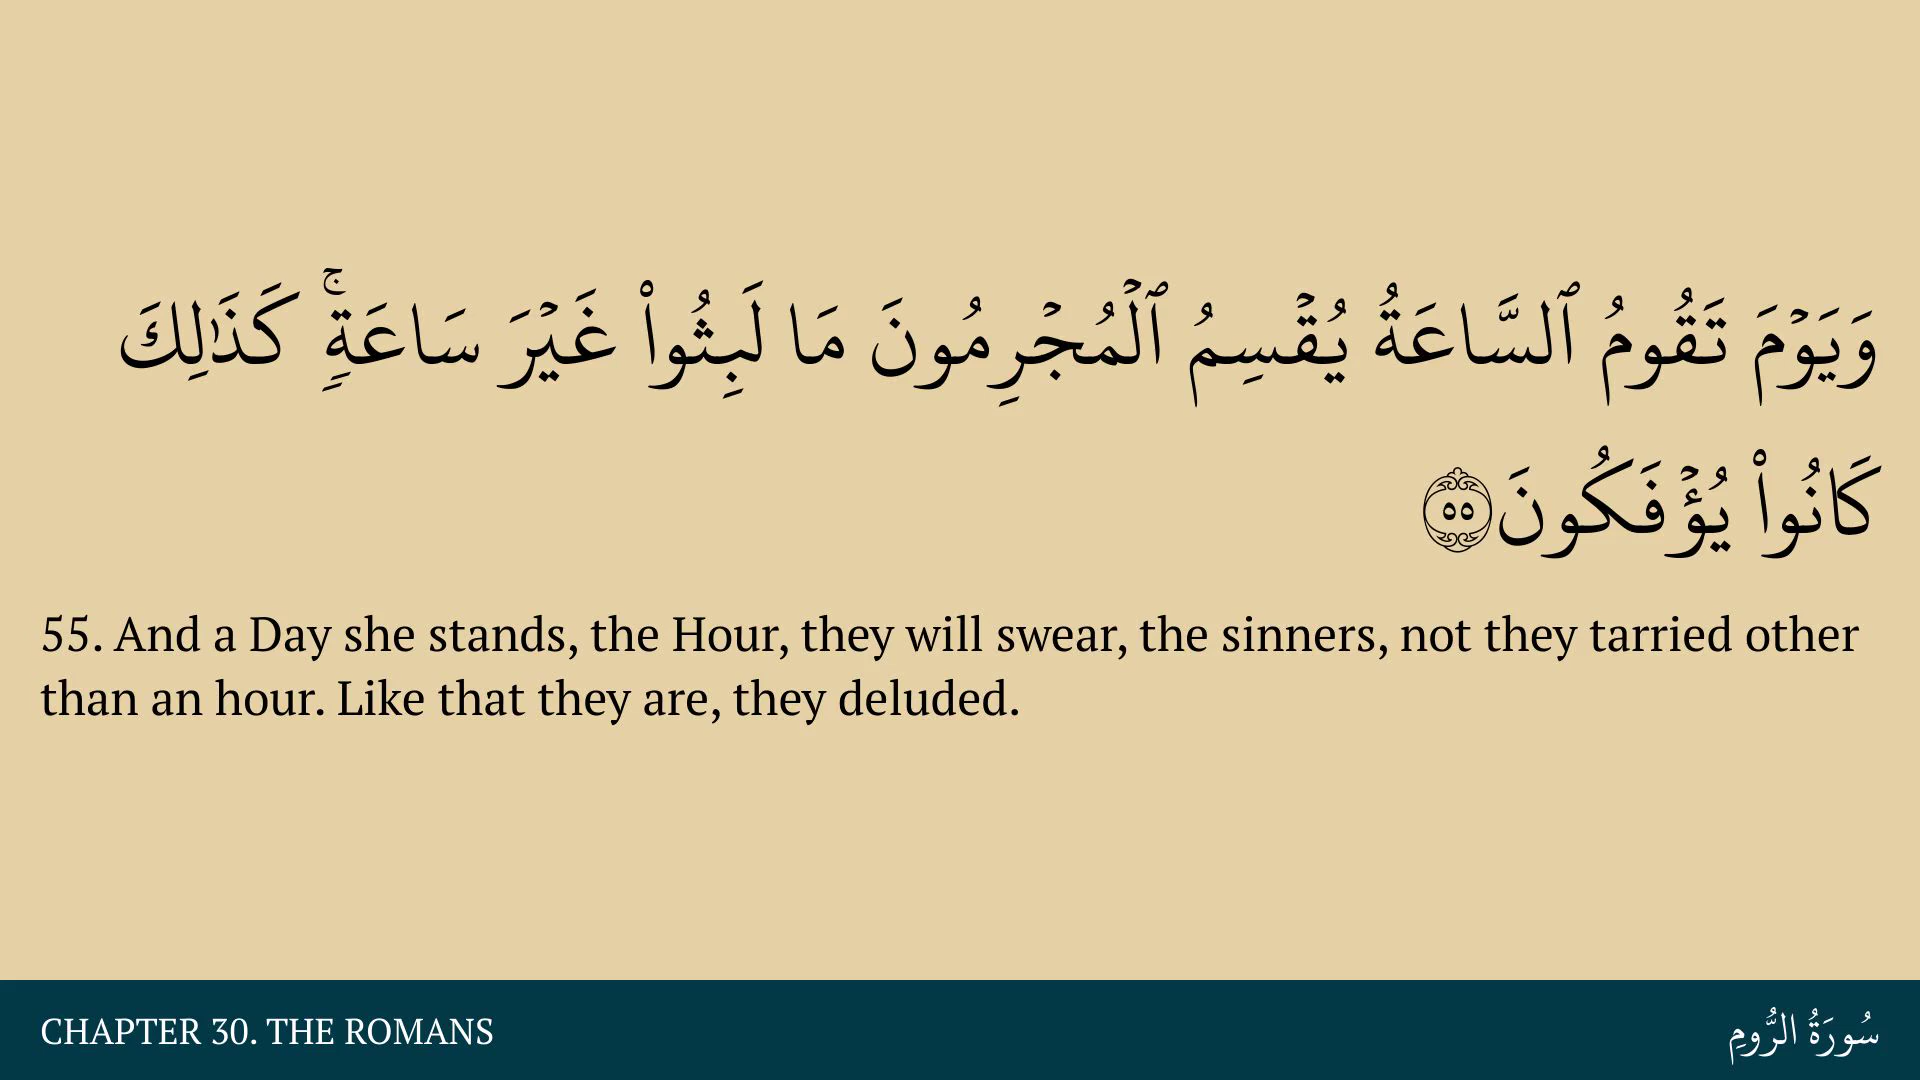 وَيَوۡمَ تَقُومُ ٱلسَّاعَةُ يُقۡسِمُ ٱلۡمُجۡرِمُونَ مَا لَبِثُواْ غَيۡرَ سَاعَةٖۚ كَذَٰلِكَ
كَانُواْ يُؤۡفَكُونَ ٥٥
55. And a Day she stands, the Hour, they will swear, the sinners, not they tarried other
than an hour. Like that they are, they deluded.
CHAPTER 30. THE ROMANS
سُورَةُ الرُّومِ